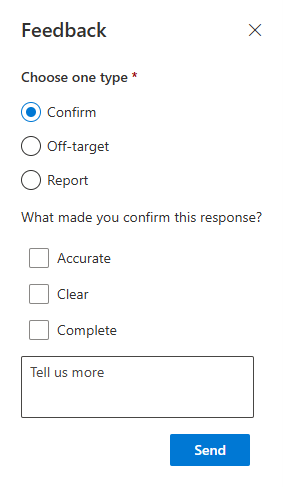 Feedback
Choose one type *
Confirm
Off-target
Report
What made you confirm this response?
Accurate
Clear
Complete
Tell us more
Send